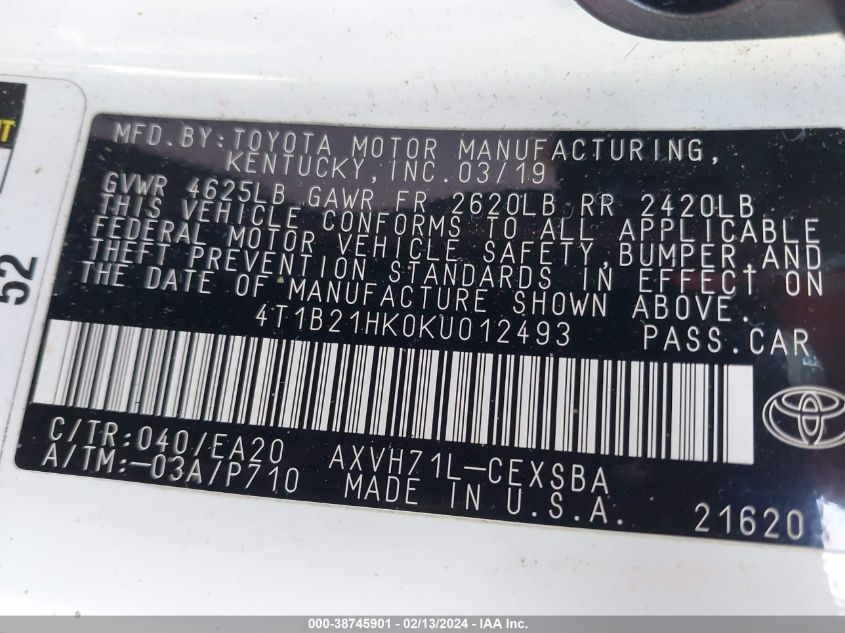 NT
52
MFD.BY:TOYOTA MOTOR MANUFACTURING,
KENTUCKY,INC.03/19
GVWR 4625LB GAWR FR 2620LB RR 2420LB
THIS VEHICLE CONFORMS TO ALL APPLICABLE
FEDERAL MOTOR VEHICLE SAFETY,BUMPER,AND
THEFT PREVENTION STANDARDS IN EFFECT ON
THE DATE OF MANUFACTURE SHOWN ABOVE.
4T1B21HK0KU012493 PASS.CAR
C/TR:040/EA20 AXVH71L-CEXSBA
A/TM:-03A/P710 MADE IN U.S.A. 21620
000-38745901 - 02/13/2024 - IAAI.com